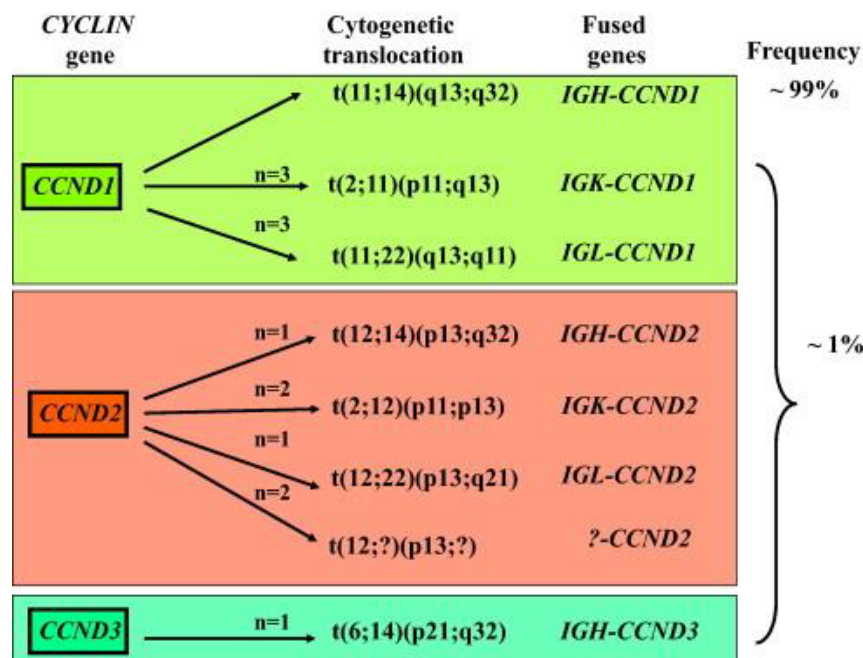 CYCLIN gene
Cytogenetic translocation
Fused genes
Frequency
t(11;14)(q13;q32) IGH-CCND1 ~ 99%
CCND1 n=3 t(2;11)(p11;q13) IGK-CCND1
n=3 t(11;22)(q13;q11) IGL-CCND1
n=1 t(12;14)(p13;q32) IGH-CCND2
~ 1%
CCND2 n=2 t(2;12)(p11;p13) IGK-CCND2
n=1 t(12;22)(p13;q21) IGL-CCND2
n=2 t(12;?)(p13;?) ?-CCND2
CCND3 n=1 t(6;14)(p21;q32) IGH-CCND3